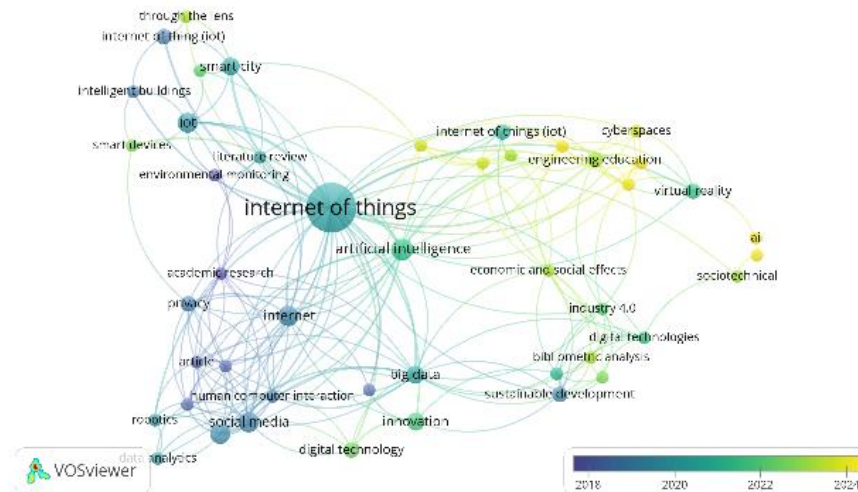 through the lens
internet of thing (iot)
smart city
intelligent buildings
iot
internet of things (iot)
cyberspaces
smart devices
literature review
engineering education
environmental monitoring
virtual reality
internet of things
artificial intelligence
ai
academic research
economic and social effects
sociotechnical
privacy
industry 4.0
internet
digital technologies
article
bibliometric analysis
big data
human computer interaction
sustainable development
robotics
social media
innovation
data analytics
digital technology
VOSviewer
2018 2020 2022 2024